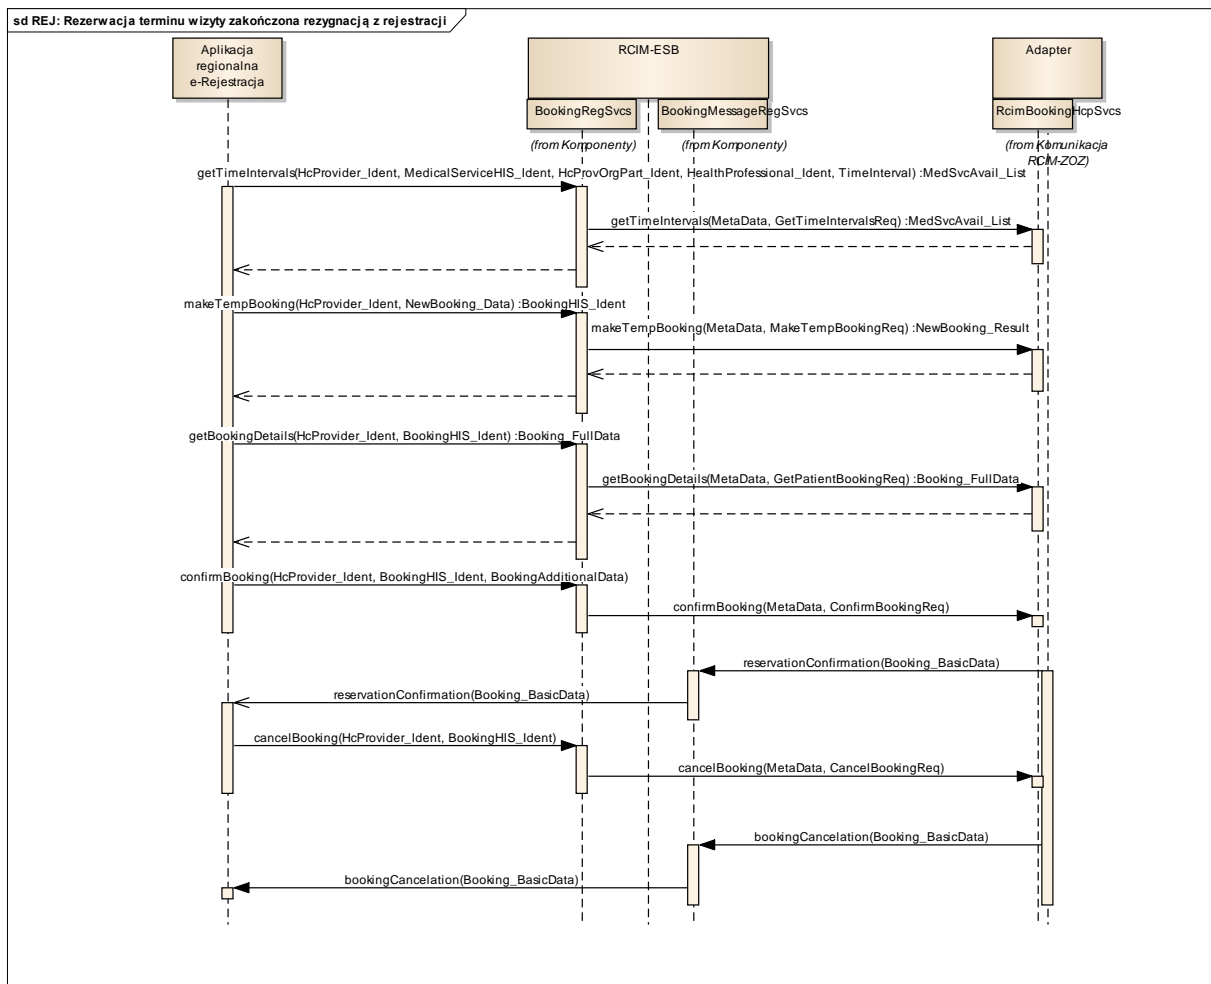 sd REJ: Rezerwacja terminu wizyty zakończona rezygnacją z rejestracji
Aplikacja
regionalna
e-Rejestracja
RCIM-ESB
Adapter
BookingRegSvcs
BookingMessageRegSvcs
RcimBookingHcpSvcs
(from Komponenty)
(from Komponenty)
(from Komunikacja
RCIM-ZOZ)
getTimeIntervals(HcProvider_Ident, MedicalServiceHIS_Ident, HcProvOrgPart_Ident, HealthProfessional_Ident, TimeInterval) :MedSvcAvail_List
getTimeIntervals(MetaData, GetTimeIntervalsReq) :MedSvcAvail_List
makeTempBooking(HcProvider_Ident, NewBooking_Data) :BookingHIS_Ident
makeTempBooking(MetaData, MakeTempBookingReq) :NewBooking_Result
getBookingDetails(HcProvider_Ident, BookingHIS_Ident) :Booking_FullData
getBookingDetails(MetaData, GetPatientBookingReq) :Booking_FullData
confirmBooking(HcProvider_Ident, BookingHIS_Ident, BookingAdditionalData)
confirmBooking(MetaData, ConfirmBookingReq)
reservationConfirmation(Booking_BasicData)
reservationConfirmation(Booking_BasicData)
cancelBooking(HcProvider_Ident, BookingHIS_Ident)
cancelBooking(MetaData, CancelBookingReq)
bookingCancelation(Booking_BasicData)
bookingCancelation(Booking_BasicData)